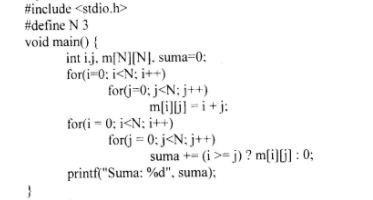 #include <stdio.h>
#define N 3
void main() {
int i.j, m[N][N]. suma=0;
for(i=0; i<N; i++)
for(j=0; j<N; j++)
m[i][j] = i + j;
for(i = 0; i<N; i++)
for(j = 0; j<N; j++)
suma += (i >= j) ? m[i][j] : 0;
printf("Suma: %d", suma);
}